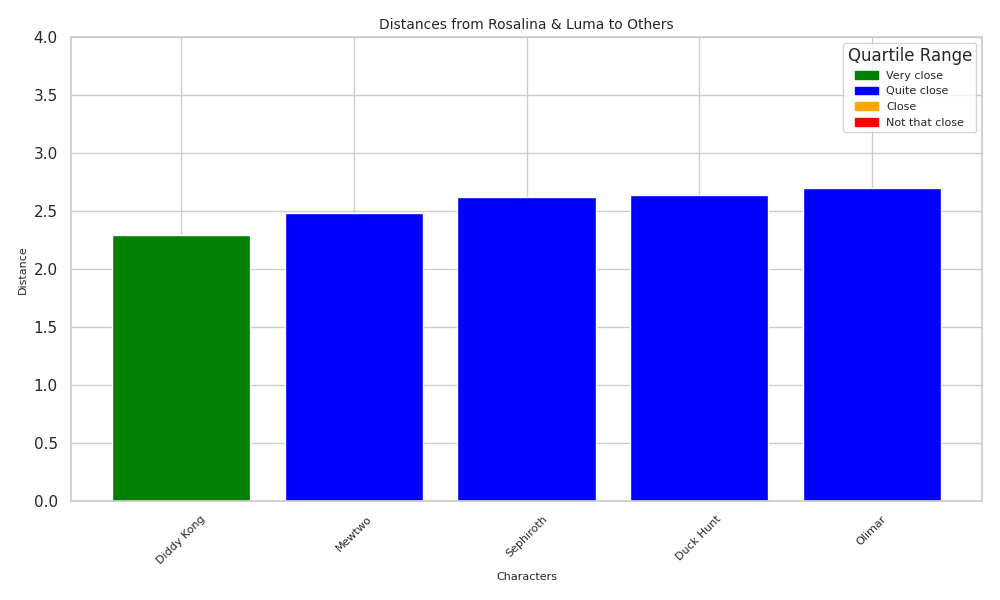 Distances from Rosalina & Luma to Others
Quartile Range
Very close
Quite close
Close
Not that close
Distance
4.0
3.5
3.0
2.5
2.0
1.5
1.0
0.5
0.0
Diddy Kong
Mewtwo
Sephiroth
Duck Hunt
Olimar
Characters